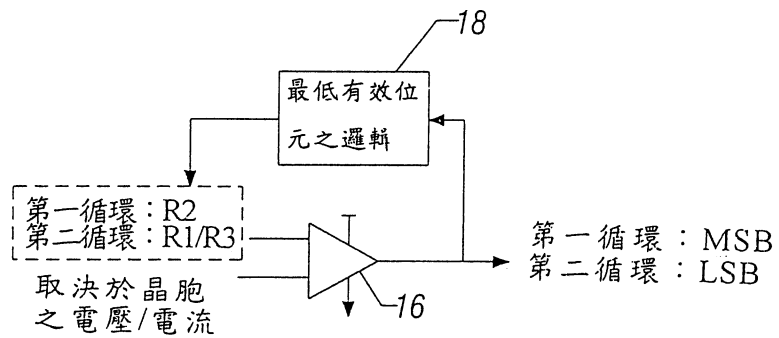 18
最低有效位
元之邏輯
第一循環：R2
第二循環：R1/R3
取決於晶胞
之電壓/電流
16
第一循環：MSB
第二循環：LSB